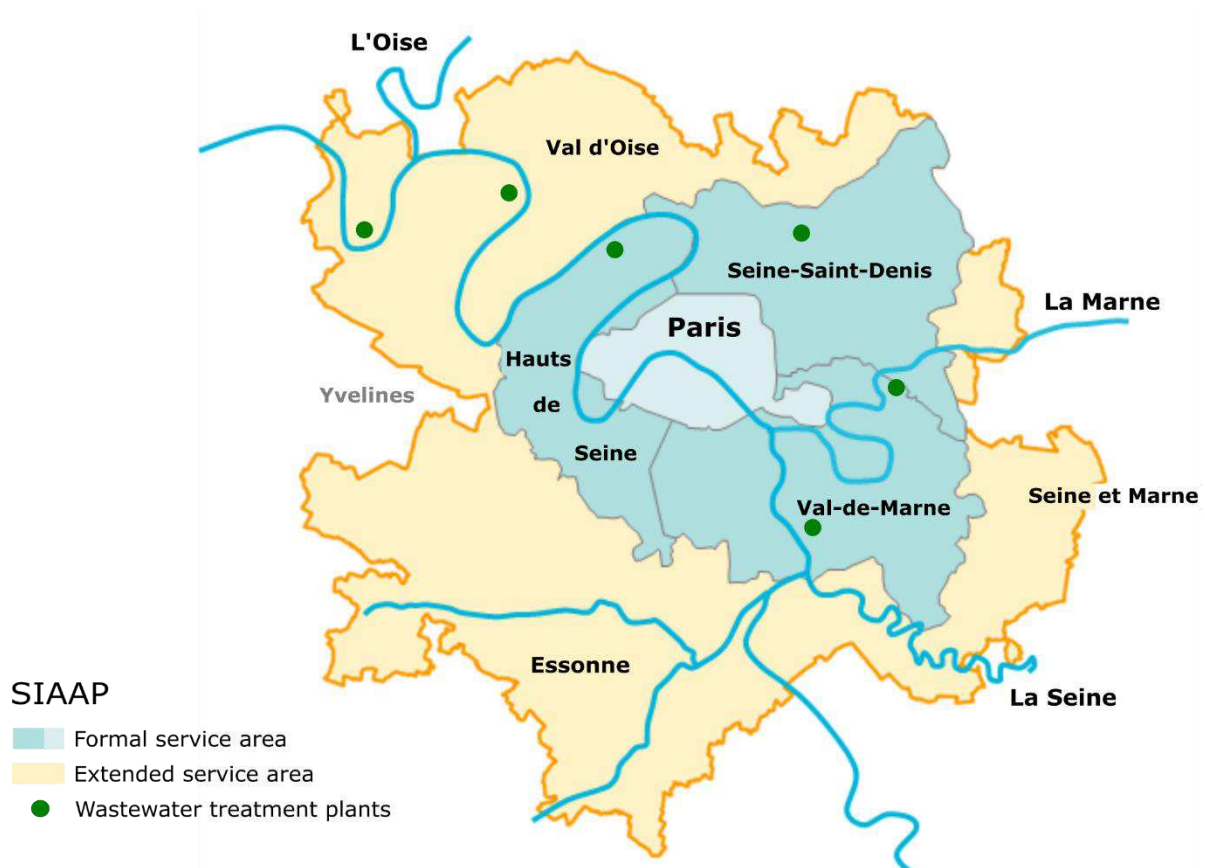 L'Oise
Val d'Oise
Seine-Saint-Denis
La Marne
Paris
Hauts
de
Seine
Yvelines
Seine et Marne
Val-de-Marne
Essonne
La Seine
SIAAP
Formal service area
Extended service area
Wastewater treatment plants